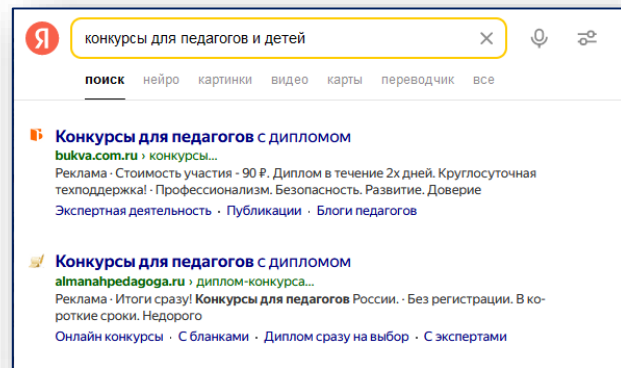 Я конкурсы для педагогов и детей
поиск нейро картинки видео карты переводчик все
Конкурсы для педагогов с дипломом
bukva.com.ru › конкурсы...
Реклама · Стоимость участия - 90 ₽. Диплом в течение 2х дней. Круглосуточная
техподдержка! · Профессионализм. Безопасность. Развитие. Доверие
Экспертная деятельность · Публикации · Блоги педагогов
Конкурсы для педагогов с дипломом
almanahpedagoga.ru › диплом-конкурса...
Реклама · Итоги сразу! Конкурсы для педагогов России. · Без регистрации. В ко-
роткие сроки. Недорого
Онлайн конкурсы · С бланками · Диплом сразу на выбор · С экспертами